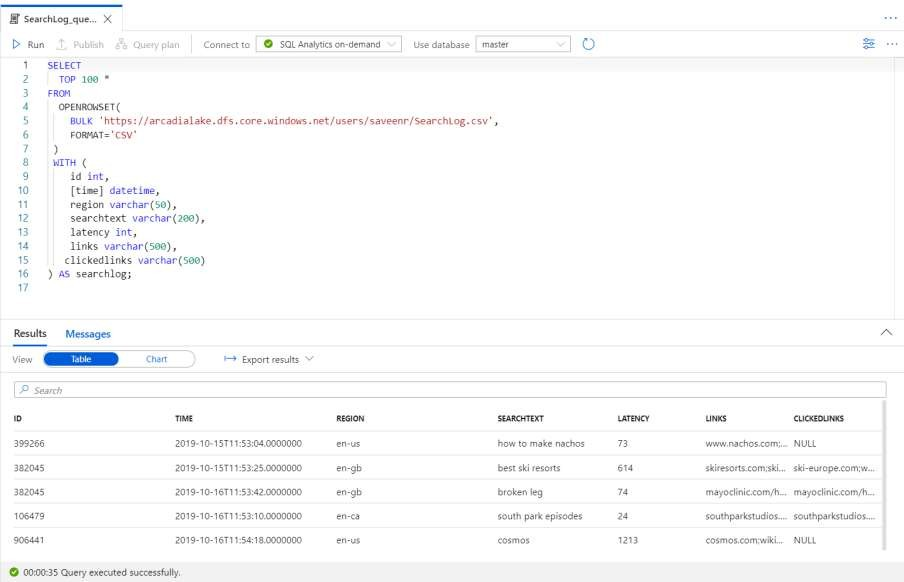 SearchLog_que...
Run Publish Query plan Connect to SQL Analytics on-demand Use database master
1 SELECT
2 TOP 100 *
3 FROM
4 OPENROWSET(
5 BULK 'https://arcadialake.dfs.core.windows.net/users/saveenr/SearchLog.csv',
6 FORMAT='CSV'
7 )
8 WITH (
9 id int,
10 [time] datetime,
11 region varchar(50),
12 searchtext varchar(200),
13 latency int,
14 links varchar(500),
15 clickedlinks varchar(500)
16 ) AS searchlog;
17
Results Messages
View Table Chart Export results
Search
ID TIME REGION SEARCHTEXT LATENCY LINKS CLICKEDLINKS
399266 2019-10-15T11:53:04.0000000 en-us how to make nachos 73 www.nachos.com;... NULL
382045 2019-10-15T11:53:25.0000000 en-gb best ski resorts 614 skiresorts.com;ski... ski-europe.com;w...
382045 2019-10-16T11:53:42.0000000 en-gb broken leg 74 mayoclinic.com/h... mayoclinic.com/h...
106479 2019-10-16T11:53:10.0000000 en-ca south park episodes 24 southparkstudios.... southparkstudios....
906441 2019-10-16T11:54:18.0000000 en-us cosmos 1213 cosmos.com;wiki... NULL
00:00:35 Query executed successfully.